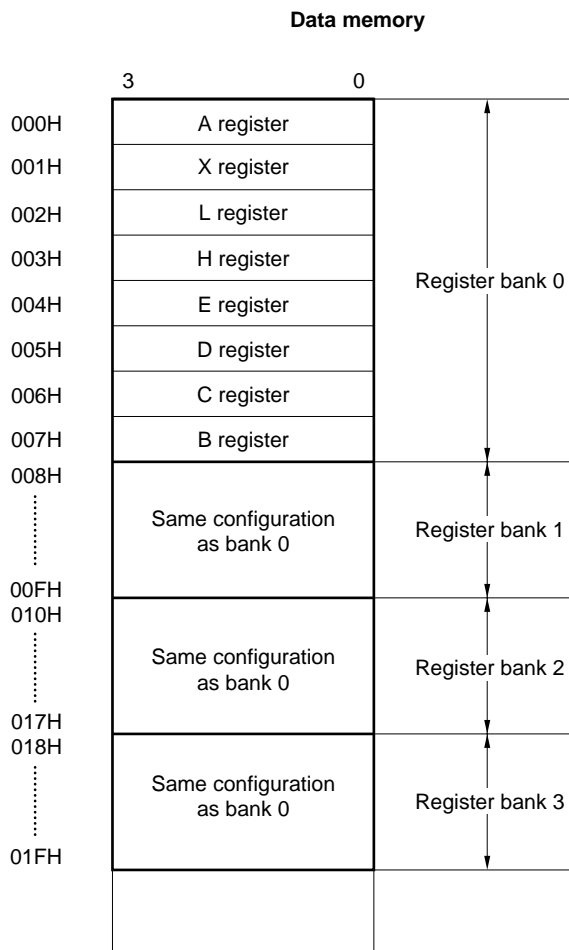 Data memory
3 0
000H A register
001H X register
002H L register
003H H register
Register bank 0
004H E register
005H D register
006H C register
007H B register
008H
Same configuration
as bank 0
Register bank 1
00FH
010H
Same configuration
as bank 0
Register bank 2
017H
018H
Same configuration
as bank 0
Register bank 3
01FH